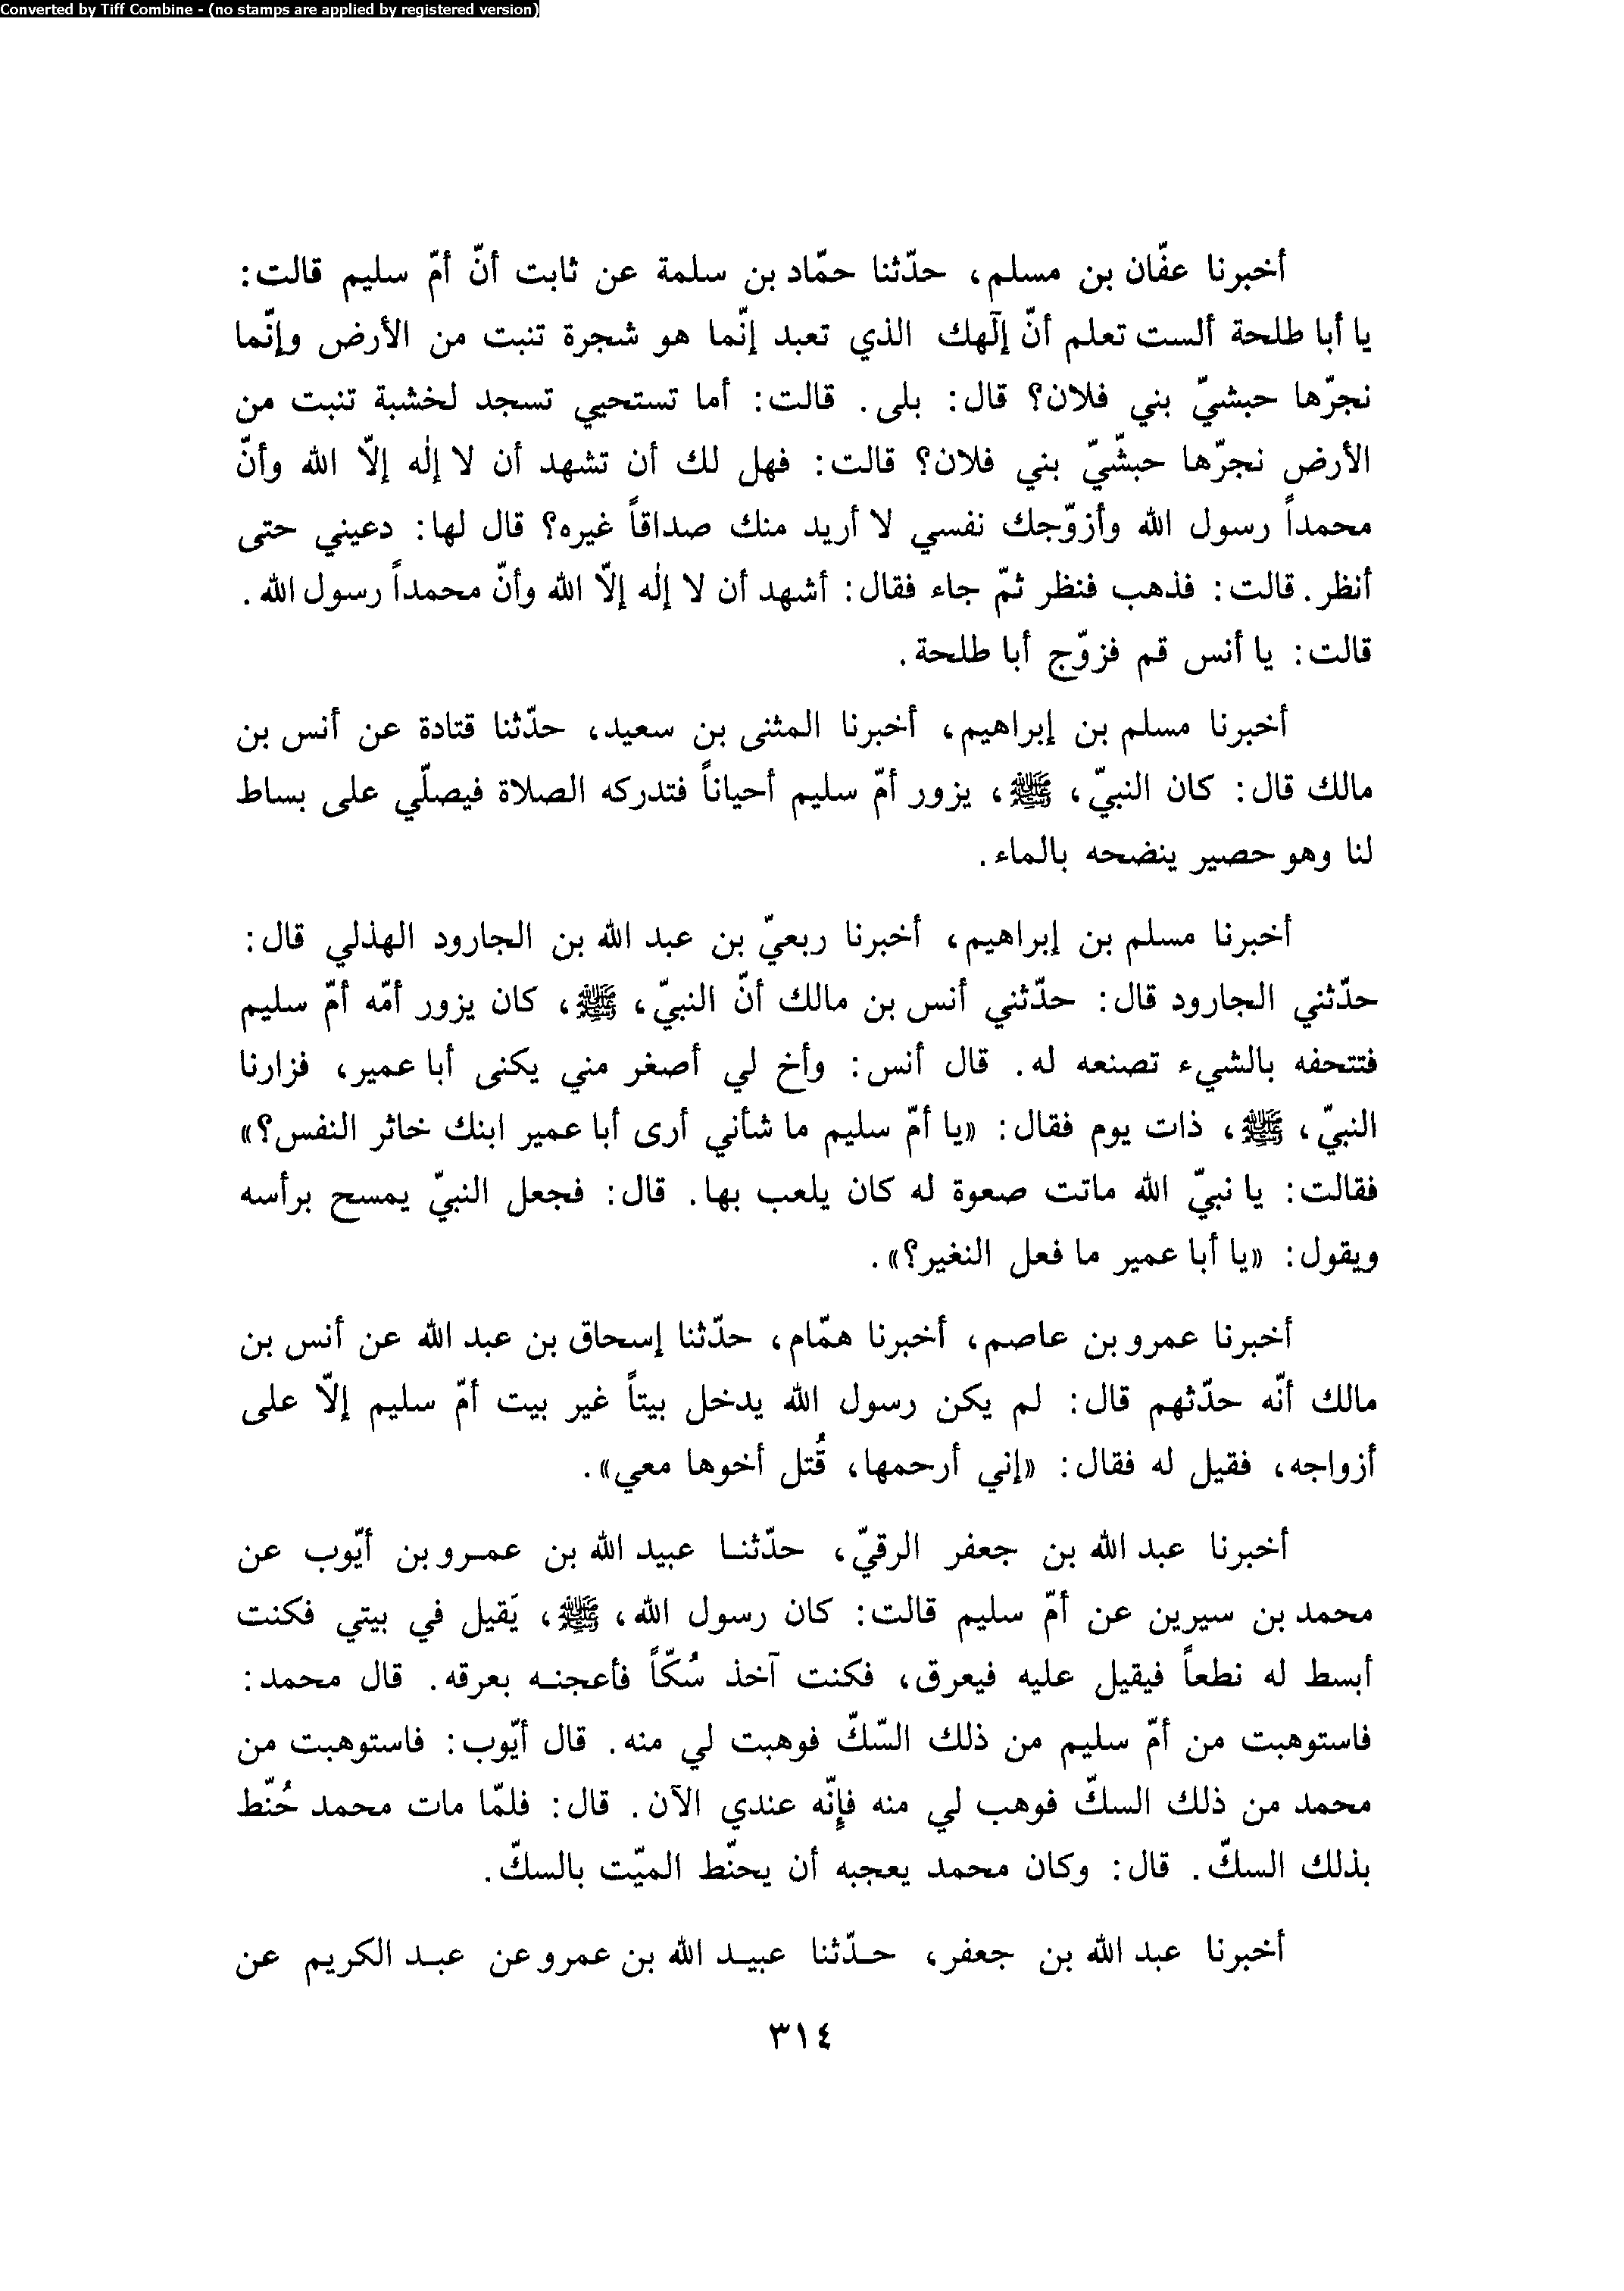 Converted by Tiff Combine - (no stamps are applied by registered version)
أخبرنا عفّان بن مسلم، حدّثنا حمّاد بن سلمة عن ثابت أنّ أمّ سليم قالت:
يا أبا طلحة ألست تعلم أنّ إلٓهك الذي تعبد إنّما هو شجرة تنبت من الأرض وإنّما
نجرّها حبشيّ بني فلان؟ قال: بلى. قالت: أما تستحيي تسجد لخشبة تنبت من
الأرض نجرّها حبشّيّ بني فلان؟ قالت: فهل لك أن تشهد أن لا إلٰه إلاّ الله وأنّ
محمداً رسول الله وأزوّجك نفسي لا أريد منك صداقاً غيره؟ قال لها: دعيني حتى
أنظر. قالت: فذهب فنظر ثمّ جاء فقال: أشهد أن لا إلٰه إلاّ الله وأنّ محمداً رسول الله.
قالت: يا أنس قم فزوّج أبا طلحة.
أخبرنا مسلم بن إبراهيم، أخبرنا المثنى بن سعيد، حدّثنا قتادة عن أنس بن
مالك قال: كان النبيّ، ﷺ، يزور أمّ سليم أحياناً فتدركه الصلاة فيصلّي على بساط
لنا وهو حصير ينضحه بالماء.
أخبرنا مسلم بن إبراهيم، أخبرنا ربعيّ بن عبد الله بن الجارود الهذلي قال:
حدّثني الجارود قال: حدّثني أنس بن مالك أنّ النبيّ، ﷺ، كان يزور أمّه أمّ سليم
فتتحفه بالشيء تصنعه له. قال أنس: وأخ لي أصغر مني يكنى أبا عمير، فزارنا
النبيّ، ﷺ، ذات يوم فقال: «يا أمّ سليم ما شأني أرى أبا عمير ابنك خاثر النفس؟»
فقالت: يا نبيّ الله ماتت صعوة له كان يلعب بها. قال: فجعل النبيّ يمسح برأسه
ويقول: «يا أبا عمير ما فعل النغير؟».
أخبرنا عمرو بن عاصم، أخبرنا همّام، حدّثنا إسحاق بن عبد الله عن أنس بن
مالك أنّه حدّثهم قال: لم يكن رسول الله يدخل بيتاً غير بيت أمّ سليم إلاّ على
أزواجه، فقيل له فقال: «إني أرحمها، قُتل أخوها معي».
أخبرنا عبد الله بن جعفر الرقيّ، حدّثنا عبيد الله بن عمرو بن أيّوب عن
محمد بن سيرين عن أمّ سليم قالت: كان رسول الله، ﷺ، يَقيل في بيتي فكنت
أبسط له نطعاً فيقيل عليه فيعرق، فكنت آخذ سُكّاً فأعجنه بعرقه. قال محمد:
فاستوهبت من أمّ سليم من ذلك السّكّ فوهبت لي منه. قال أيّوب: فاستوهبت من
محمد من ذلك السكّ فوهب لي منه فإنّه عندي الآن. قال: فلمّا مات محمد حُنّط
بذلك السكّ. قال: وكان محمد يعجبه أن يحنّط الميّت بالسكّ.
أخبرنا عبد الله بن جعفر، حدّثنا عبيد الله بن عمرو عن عبد الكريم عن
٣١٤